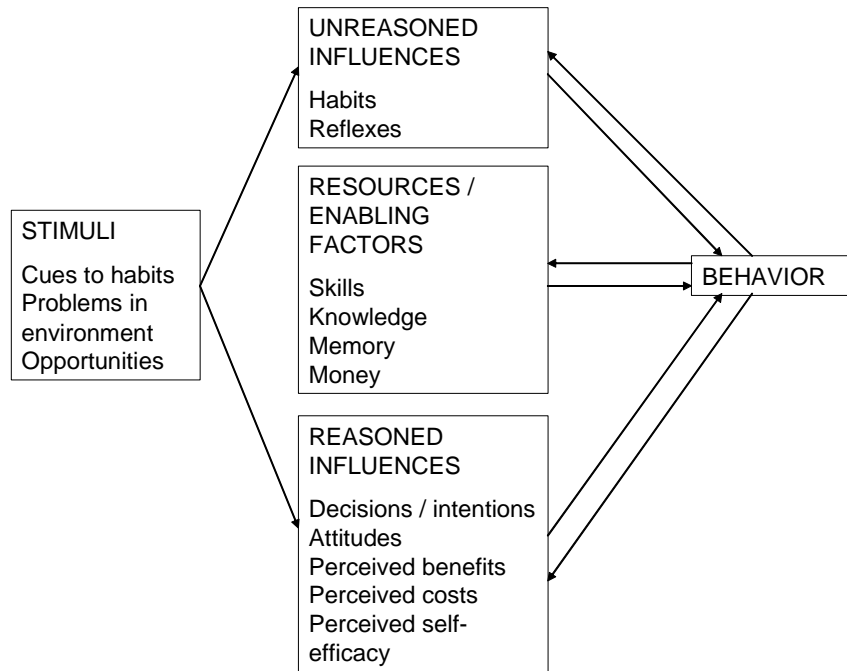 UNREASONED
INFLUENCES
Habits
Reflexes
STIMULI
Cues to habits
Problems in
environment
Opportunities
RESOURCES /
ENABLING
FACTORS
Skills
Knowledge
Memory
Money
BEHAVIOR
REASONED
INFLUENCES
Decisions / intentions
Attitudes
Perceived benefits
Perceived costs
Perceived self-
efficacy